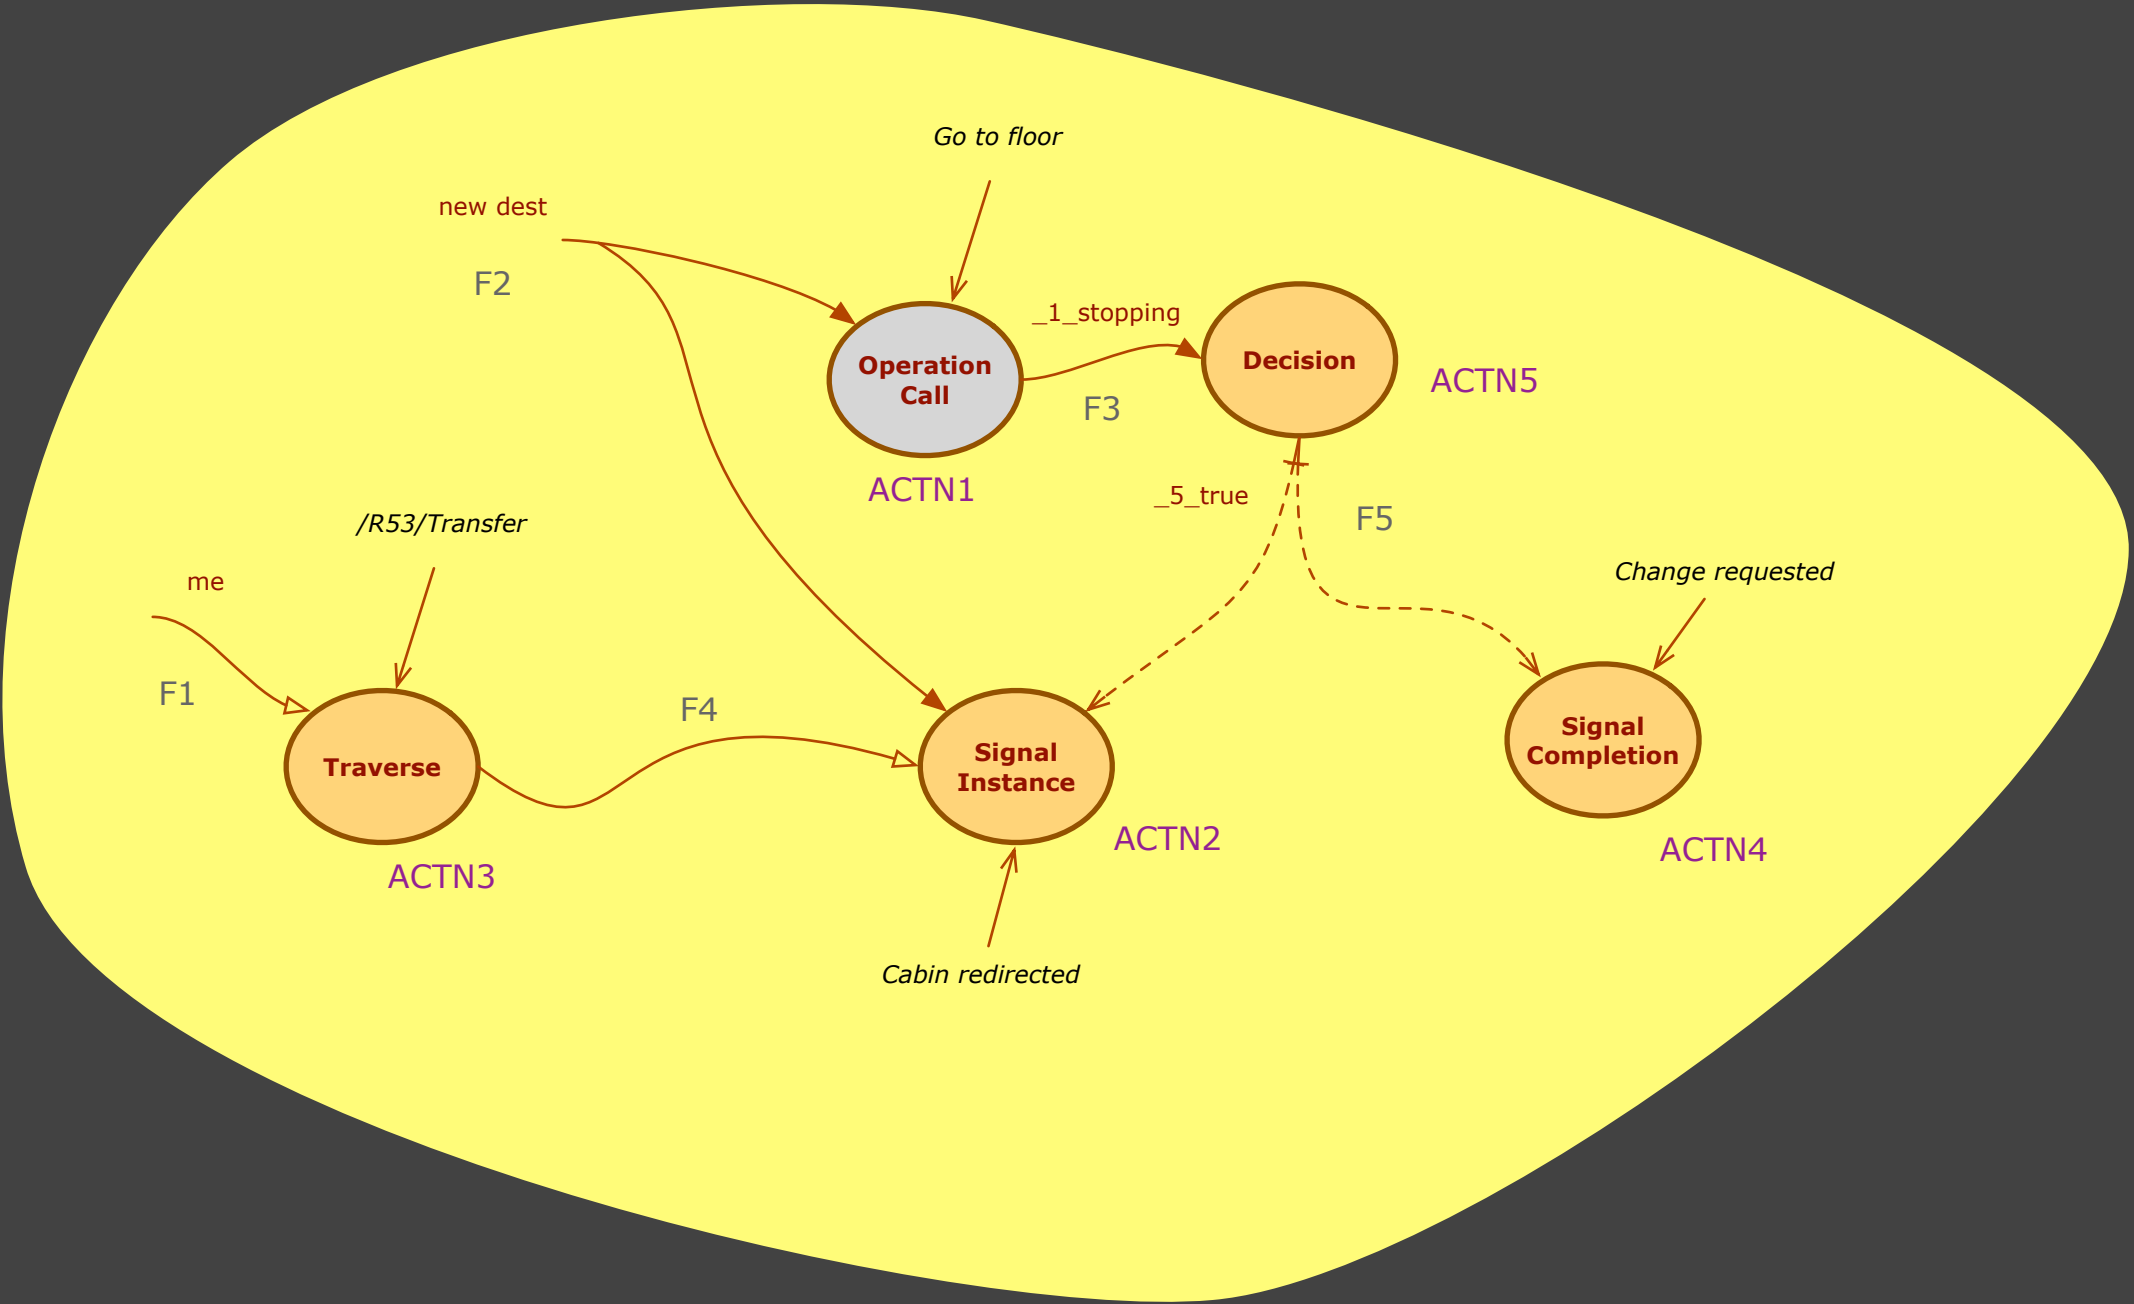 Go to floor
new dest
F2
_1_stopping
Operation
Call
Decision
ACTN5
F3
ACTN1
_5_true
F5
/R53/Transfer
me
Change requested
F1
F4
Traverse
Signal
Instance
Signal
Completion
ACTN2
ACTN4
ACTN3
Cabin redirected